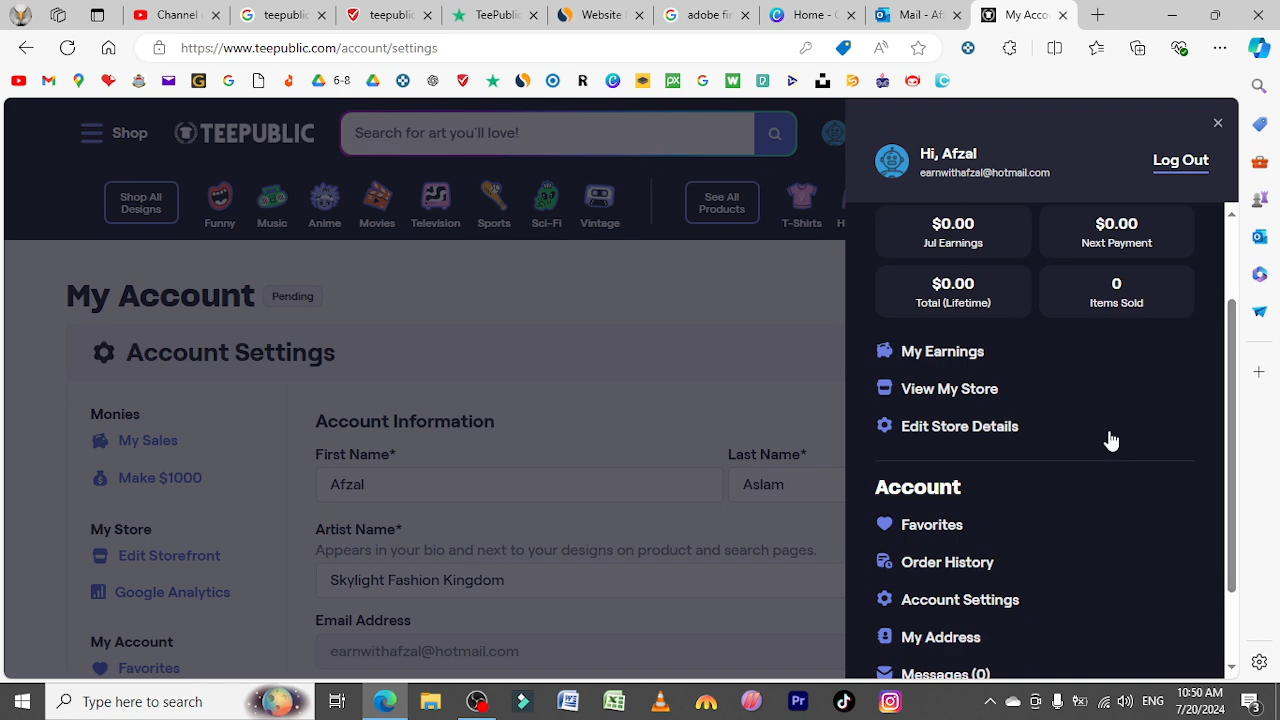 Channel c
teepublic
TeePublic
Website
adobe fir
Home - C
Mail - Af
My Acco
https://www.teepublic.com/account/settings
6-8
Shop
TEEPUBLIC
Search for art you'll love!
Shop All
Designs
Funny
Music
Anime
Movies
Television
Sports
Sci-Fi
Vintage
See All
Products
T-Shirts
H
Hi, Afzal
earnwithafzal@hotmail.com
Log Out
$0.00
Jul Earnings
$0.00
Next Payment
$0.00
Total (Lifetime)
0
Items Sold
My Earnings
View My Store
Edit Store Details
Account
Favorites
Order History
Account Settings
My Address
Messages (0)
My Account
Pending
Account Settings
Monies
My Sales
Make $1000
My Store
Edit Storefront
Google Analytics
My Account
Favorites
Account Information
First Name*
Last Name*
Afzal
Aslam
Artist Name*
Appears in your bio and next to your designs on product and search pages.
Skylight Fashion Kingdom
Email Address
earnwithafzal@hotmail.com
Type here to search
ENG
10:50 AM
7/20/2024
3